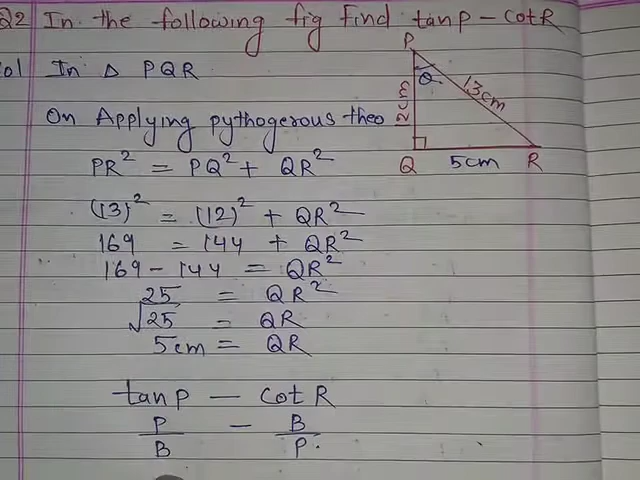 Q2 In the following fig Find tanP - cotR
Sol In △ PQR
On Applying pythogerous theo
PR² = PQ² + QR²
(13)² = (12)² + QR²
169 = 144 + QR²
169 - 144 = QR²
25 = QR²
√25 = QR
5cm = QR
tanP - cotR
P/B - B/P
P
θ
12cm
13cm
Q
5cm
R